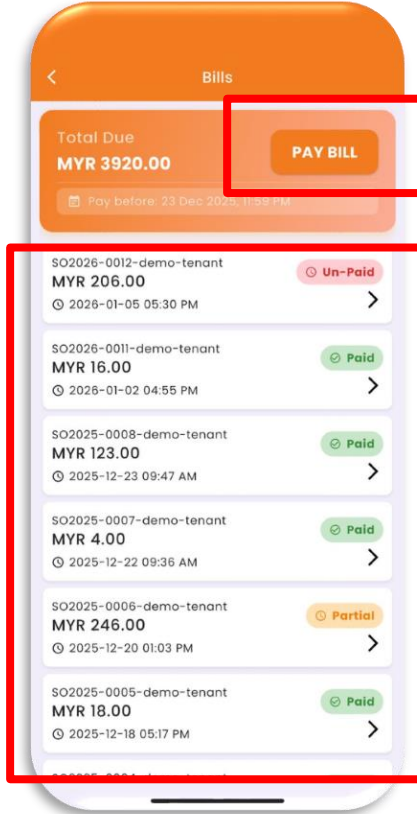 Bills
Total Due
MYR 3920.00
PAY BILL
Pay before: 23 Dec 2025, 11:59 PM
SO2026-0012-demo-tenant
MYR 206.00
Un-Paid
2026-01-05 05:30 PM
SO2026-0011-demo-tenant
MYR 16.00
Paid
2026-01-02 04:55 PM
SO2025-0008-demo-tenant
MYR 123.00
Paid
2025-12-23 09:47 AM
SO2025-0007-demo-tenant
MYR 4.00
Paid
2025-12-22 09:36 AM
SO2025-0006-demo-tenant
MYR 246.00
Partial
2025-12-20 01:03 PM
SO2025-0005-demo-tenant
MYR 18.00
Paid
2025-12-18 05:17 PM